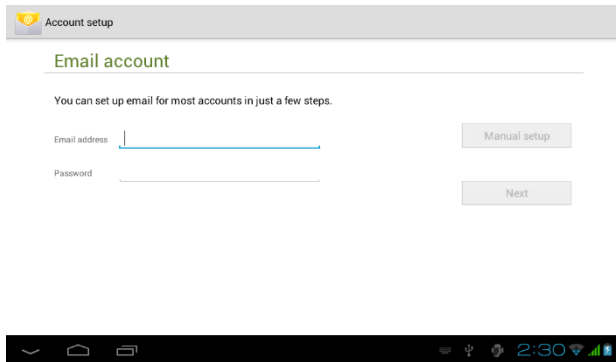 Account setup
Email account
You can set up email for most accounts in just a few steps.
Email address
Manual setup
Password
Next
2:30